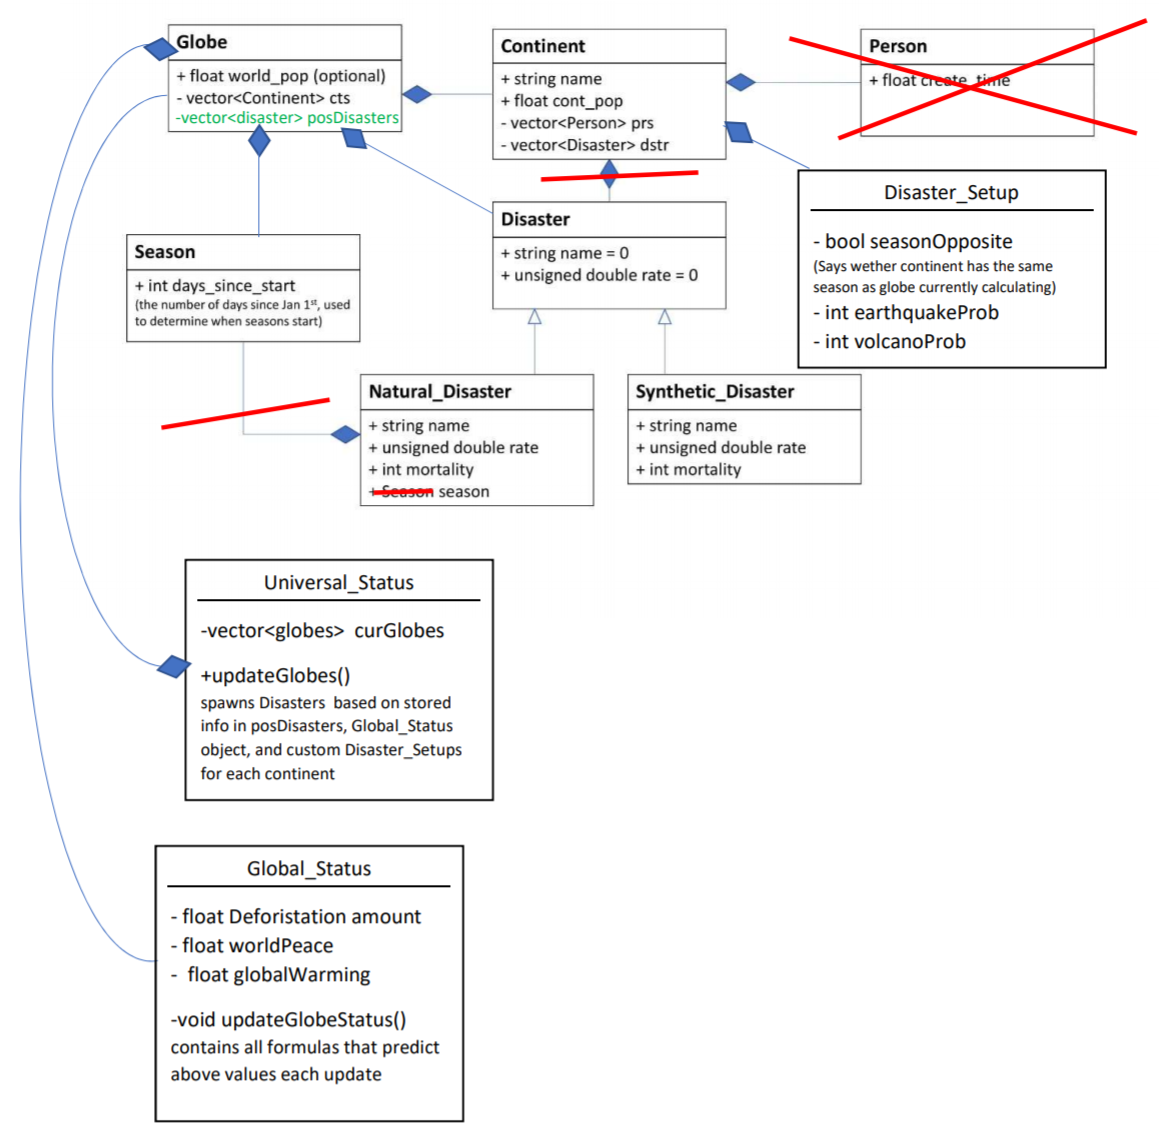 Globe
+ float world_pop (optional)
- vector<Continent> cts
-vector<disaster> posDisasters
Continent
+ string name
+ float cont_pop
- vector<Person> prs
- vector<Disaster> dstr
Person
+ float create_time
Disaster_Setup
- bool seasonOpposite
(Says wether continent has the same
season as globe currently calculating)
- int earthquakeProb
- int volcanoProb
Disaster
+ string name = 0
+ unsigned double rate = 0
Season
+ int days_since_start
(the number of days since Jan 1st, used
to determine when seasons start)
Natural_Disaster
+ string name
+ unsigned double rate
+ int mortality
+ Season season
Synthetic_Disaster
+ string name
+ unsigned double rate
+ int mortality
Universal_Status
-vector<globes> curGlobes
+updateGlobes()
spawns Disasters based on stored
info in posDisasters, Global_Status
object, and custom Disaster_Setups
for each continent
Global_Status
- float Deforistation amount
- float worldPeace
- float globalWarming
-void updateGlobeStatus()
contains all formulas that predict
above values each update